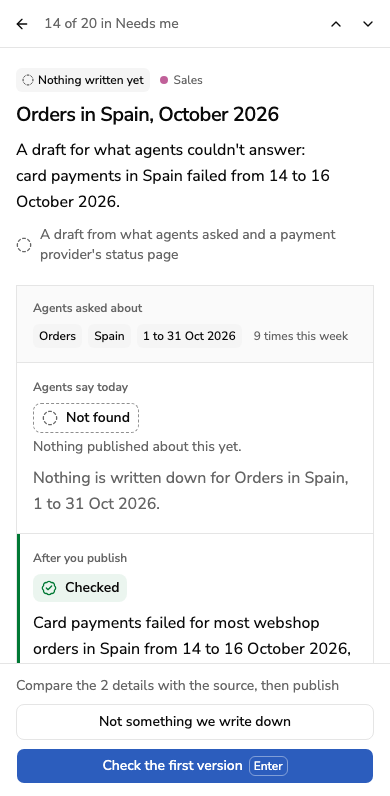 14 of 20 in Needs me
Nothing written yet
Sales
Orders in Spain, October 2026
A draft for what agents couldn't answer:
card payments in Spain failed from 14 to 16
October 2026.
A draft from what agents asked and a payment
provider's status page
Agents asked about
Orders
Spain
1 to 31 Oct 2026
9 times this week
Agents say today
Not found
Nothing published about this yet.
Nothing is written down for Orders in Spain,
1 to 31 Oct 2026.
After you publish
Checked
Card payments failed for most webshop
orders in Spain from 14 to 16 October 2026,
Compare the 2 details with the source, then publish
Not something we write down
Check the first version Enter